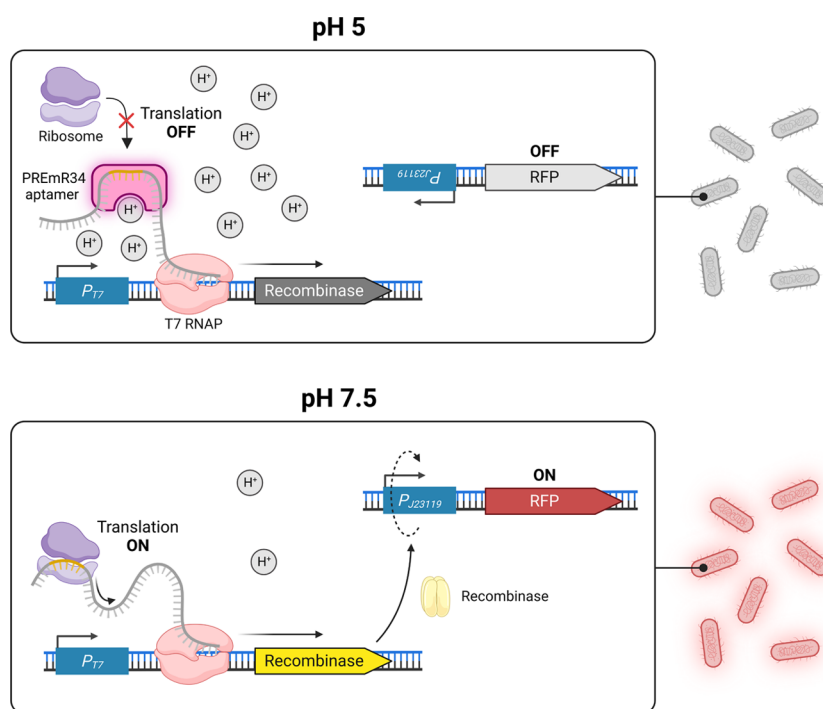 pH 5
H⁺
H⁺
H⁺
H⁺
H⁺
H⁺
H⁺
H⁺
H⁺
H⁺
Ribosome
Translation
OFF
PREmR34
aptamer
PT7
T7 RNAP
Recombinase
PJ23119
OFF
RFP
pH 7.5
H⁺
H⁺
Translation
ON
PT7
Recombinase
PJ23119
ON
RFP
Recombinase